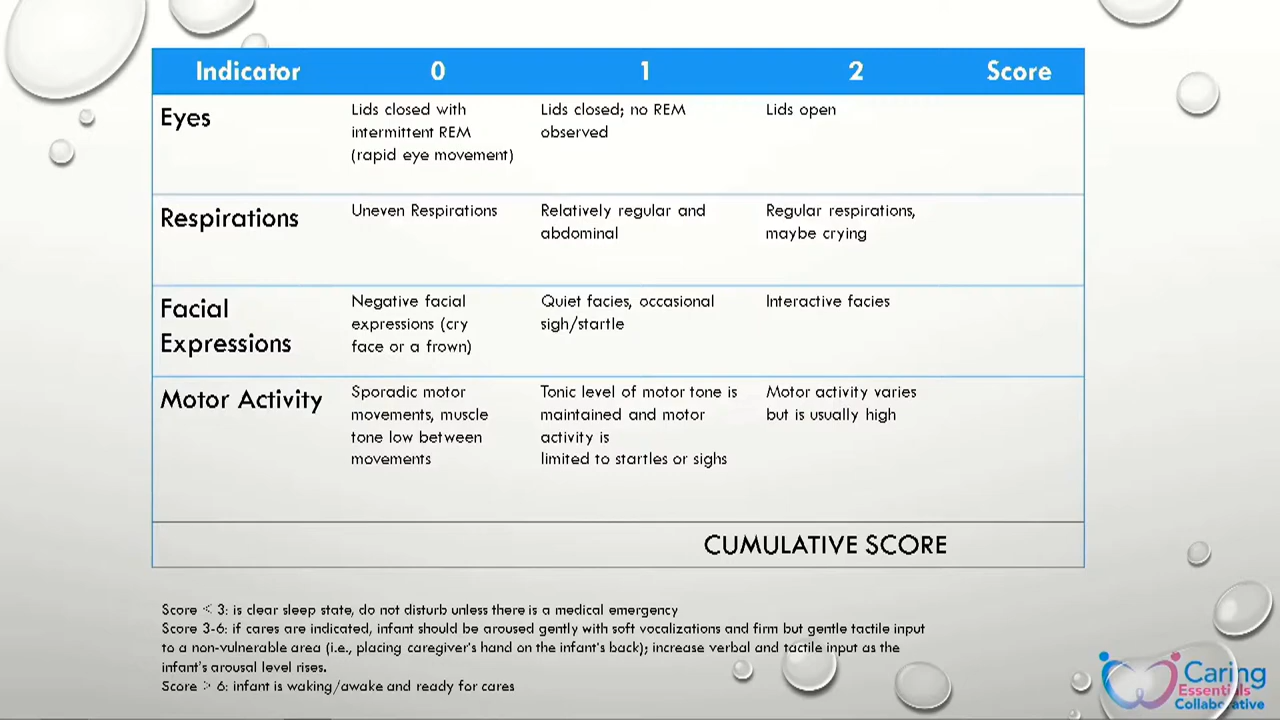 Indicator 0 1 2 Score
Eyes
Lids closed with
intermittent REM
(rapid eye movement)
Lids closed; no REM
observed
Lids open
Respirations
Uneven Respirations
Relatively regular and
abdominal
Regular respirations,
maybe crying
Facial
Expressions
Negative facial
expressions (cry
face or a frown)
Quiet facies, occasional
sigh/startle
Interactive facies
Motor Activity
Sporadic motor
movements, muscle
tone low between
movements
Tonic level of motor tone is
maintained and motor
activity is
limited to startles or sighs
Motor activity varies
but is usually high
CUMULATIVE SCORE
Score < 3: is clear sleep state, do not disturb unless there is a medical emergency
Score 3-6: if cares are indicated, infant should be aroused gently with soft vocalizations and firm but gentle tactile input
to a non-vulnerable area (i.e., placing caregiver's hand on the infant's back); increase verbal and tactile input as the
infant's arousal level rises.
Score > 6: infant is waking/awake and ready for cares
Caring
Essentials
Collaborative